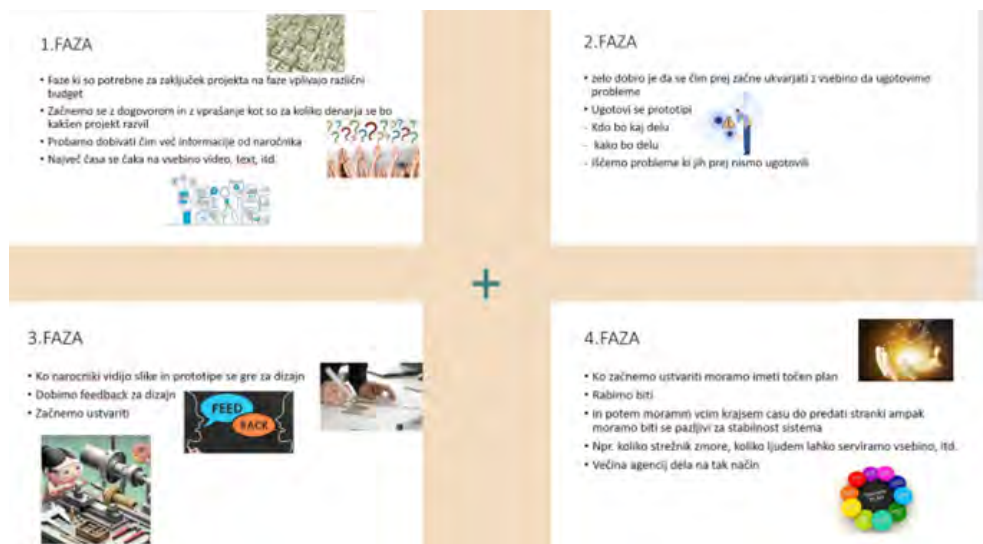 1.FAZA
• Faze ki so potrebne za zaključek projekta na faze vplivajo različni
budget
• Začnemo se z dogovorom in z vprašanje kot so za koliko denarja se bo
kakšen projekt razvil
• Probamo dobivati čim več informacije od naročnika
• Največ časa se čaka na vsebino video, text, itd.
2.FAZA
• zelo dobro je da se čim prej začne ukvarjati z vsebino da ugotovimo
probleme
• Ugotovi se prototipi
- Kdo bo kaj delu
- kako bo delu
- iščemo probleme ki jih prej nismo ugotovili
3.FAZA
• Ko narocniki vidijo slike in prototipe se gre za dizajn
• Dobimo feedback za dizajn
• Začnemo ustvariti
FEED
BACK
4.FAZA
• Ko začnemo ustvariti moramo imeti točen plan
• Rabimo biti
• in potem moramo vcim krajsem casu do predati stranki ampak
moramo biti se pazljivi za stabilnost sistema
• Npr. koliko strežnik zmore, koliko ljudem lahko serviramo vsebino, itd.
• Večina agencij dela na tak način